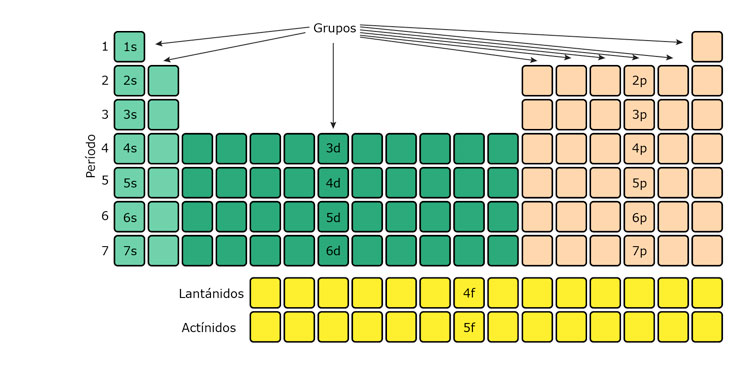 Grupos
1 1s
2 2s 2p
3 3s 3p
4 4s 3d 4p
5 5s 4d 5p
6 6s 5d 6p
7 7s 6d 7p
Período
Lantánidos 4f
Actínidos 5f